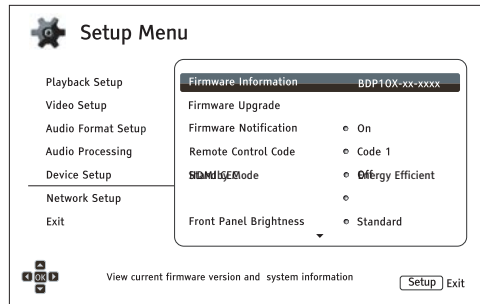 Setup Menu
Playback Setup
Video Setup
Audio Format Setup
Audio Processing
Device Setup
Network Setup
Exit
Firmware Information BDP10X-xx-xxxx
Firmware Upgrade
Firmware Notification On
Remote Control Code Code 1
Front Panel Brightness Standard
OK
View current firmware version and system information
Setup Exit